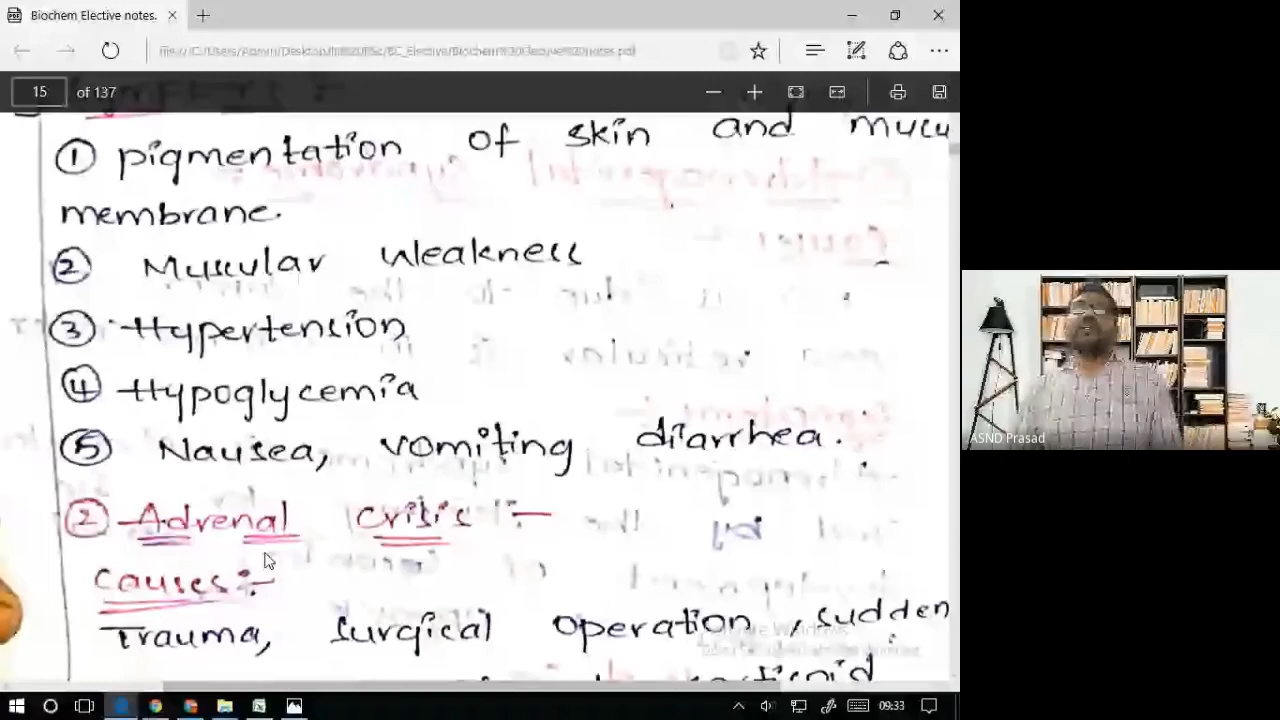 Biochem Elective notes.
15 of 137
① pigmentation of skin and mucu
membrane.
② Muscular Weakness
③ Hypertension
④ Hypoglycemia
⑤ Nausea, vomiting diarrhea.
② Adrenal crisis :-
causes :-
Trauma, surgical operation, sudden
ASND Prasad
09:33